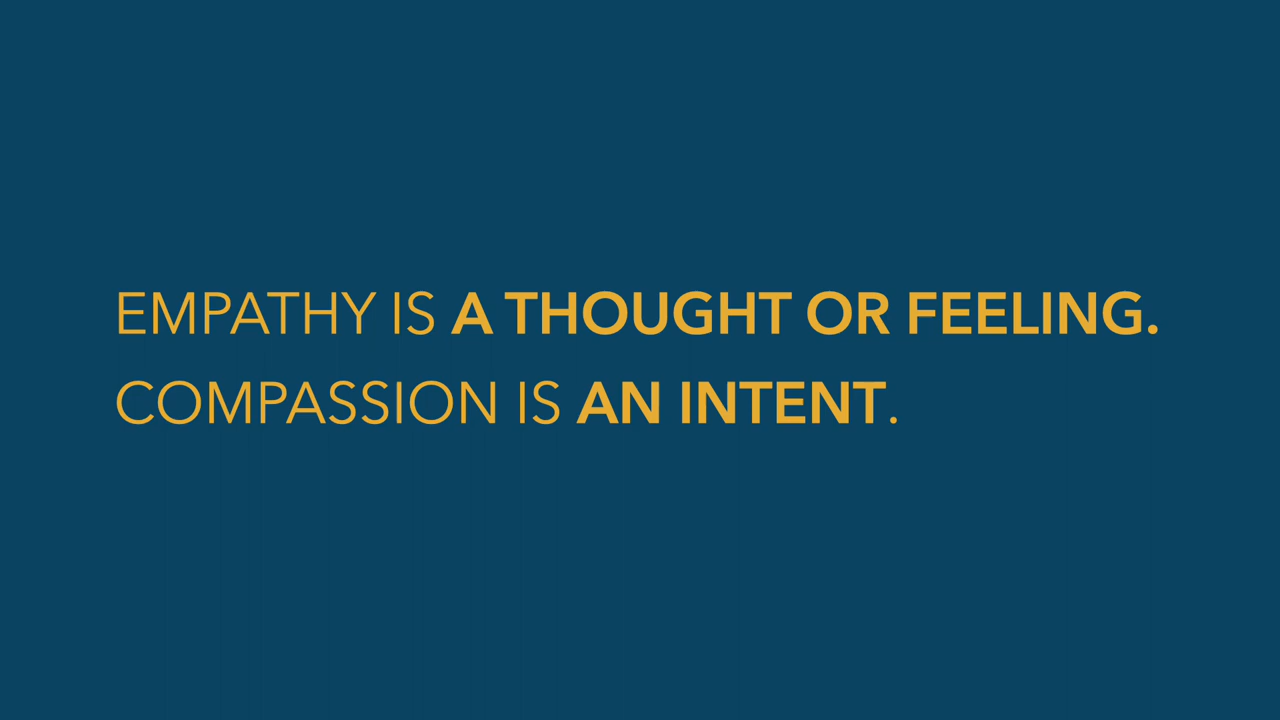 EMPATHY IS A THOUGHT OR FEELING.
COMPASSION IS AN INTENT.